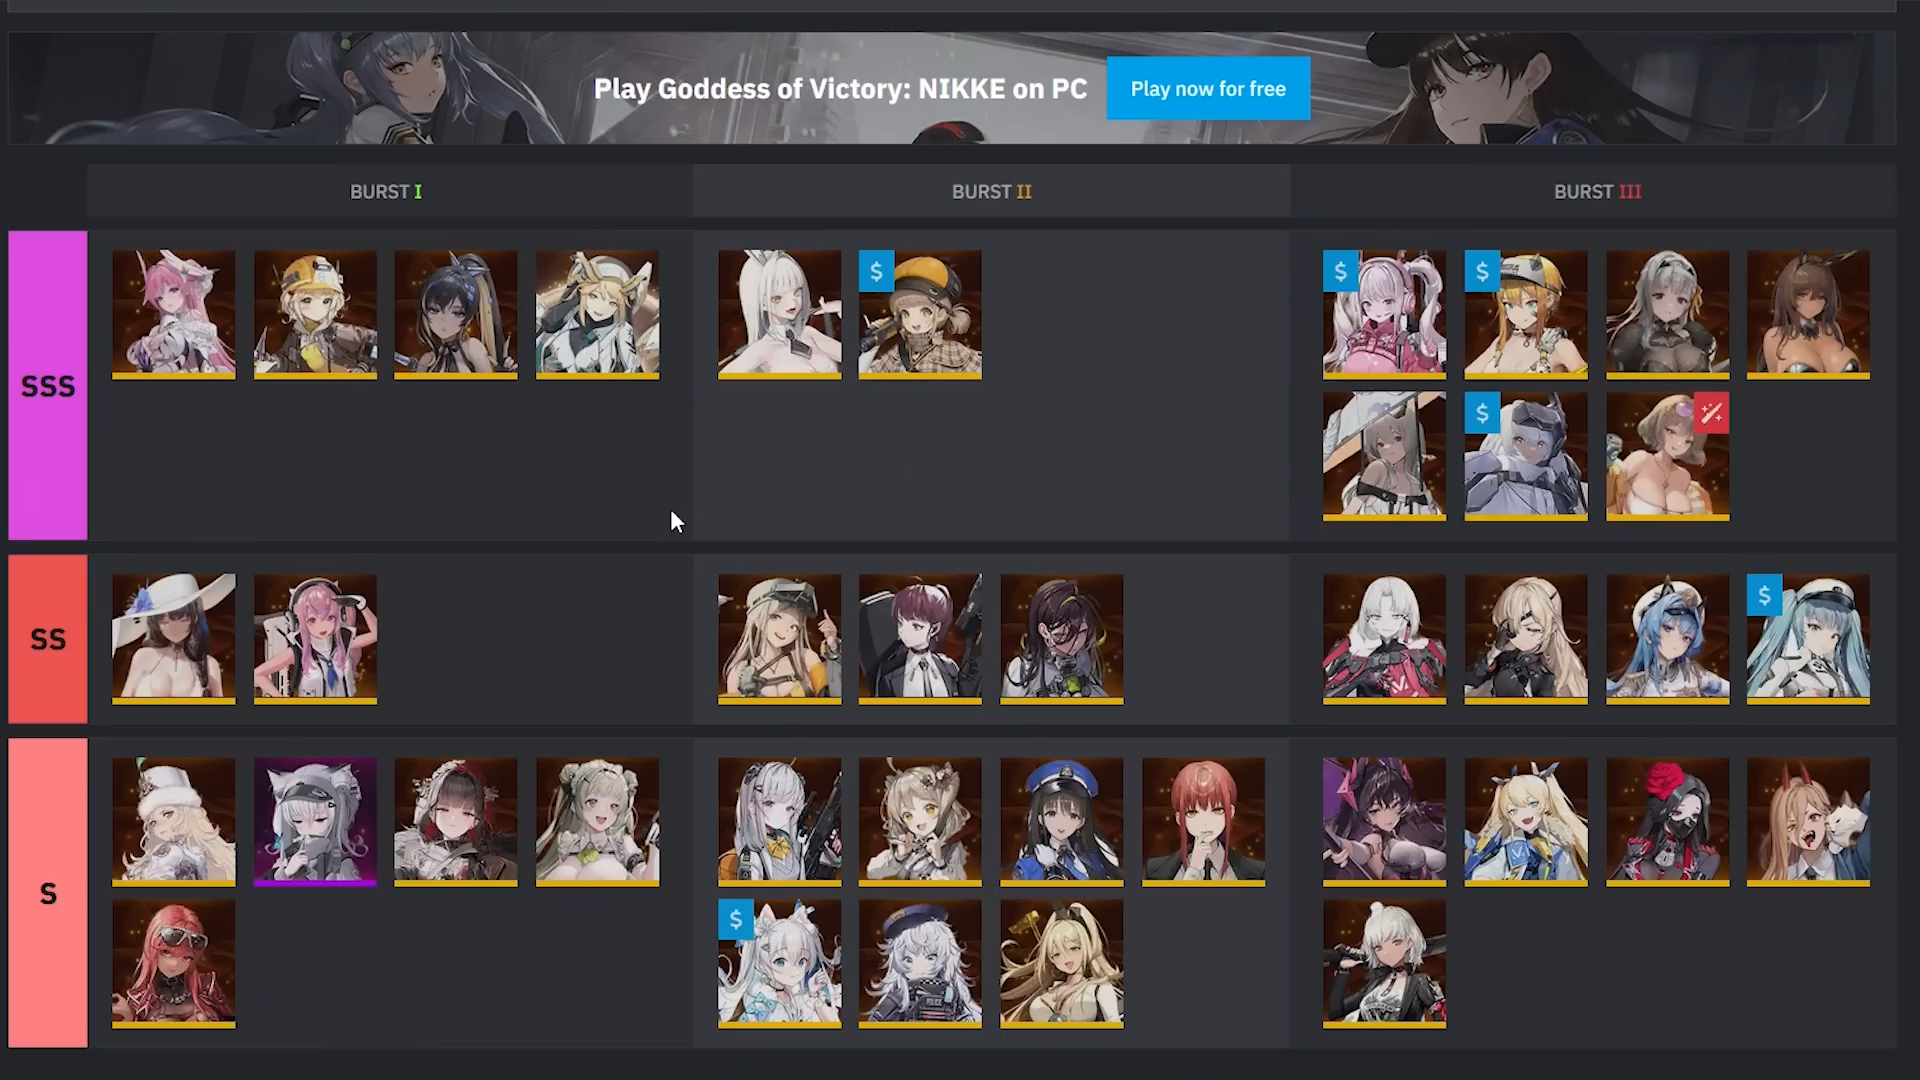 Play Goddess of Victory: NIKKE on PC
Play now for free
BURST I
BURST II
BURST III
SSS
$
$
$
$
SS
$
S
$